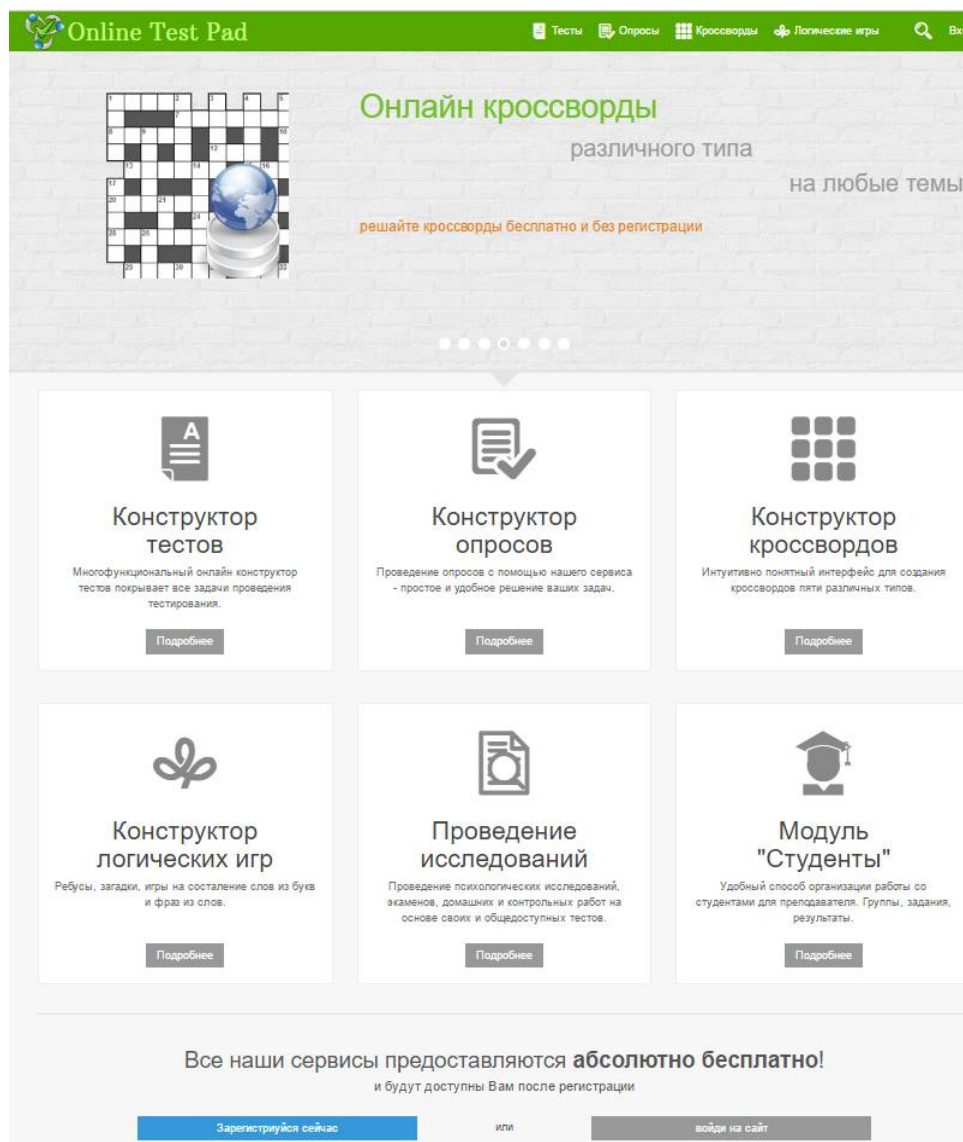 Online Test Pad
Тесты Опросы Кроссворды Логические игры
Онлайн кроссворды
различного типа
на любые темы
решайте кроссворды бесплатно и без регистрации
Конструктор
тестов
Многофункциональный онлайн конструктор
тестов покрывает все задачи проведения
тестирования.
Подробнее
Конструктор
опросов
Проведение опросов с помощью нашего сервиса
- простое и удобное решение ваших задач.
Подробнее
Конструктор
кроссвордов
Интуитивно понятный интерфейс для создания
кроссвордов пяти различных типов.
Подробнее
Конструктор
логических игр
Ребусы, загадки, игры на состаление слов из букв
и фраз из слов.
Подробнее
Проведение
исследований
Проведение психологических исследований,
экаменов, домашних и контрольных работ на
основе своих и общедоступных тестов.
Подробнее
Модуль
"Студенты"
Удобный способ организации работы со
студентами для преподавателя. Группы, задания,
результаты.
Подробнее
Все наши сервисы предоставляются абсолютно бесплатно!
и будут доступны Вам после регистрации
Зарегистрируйся сейчас
или
войди на сайт